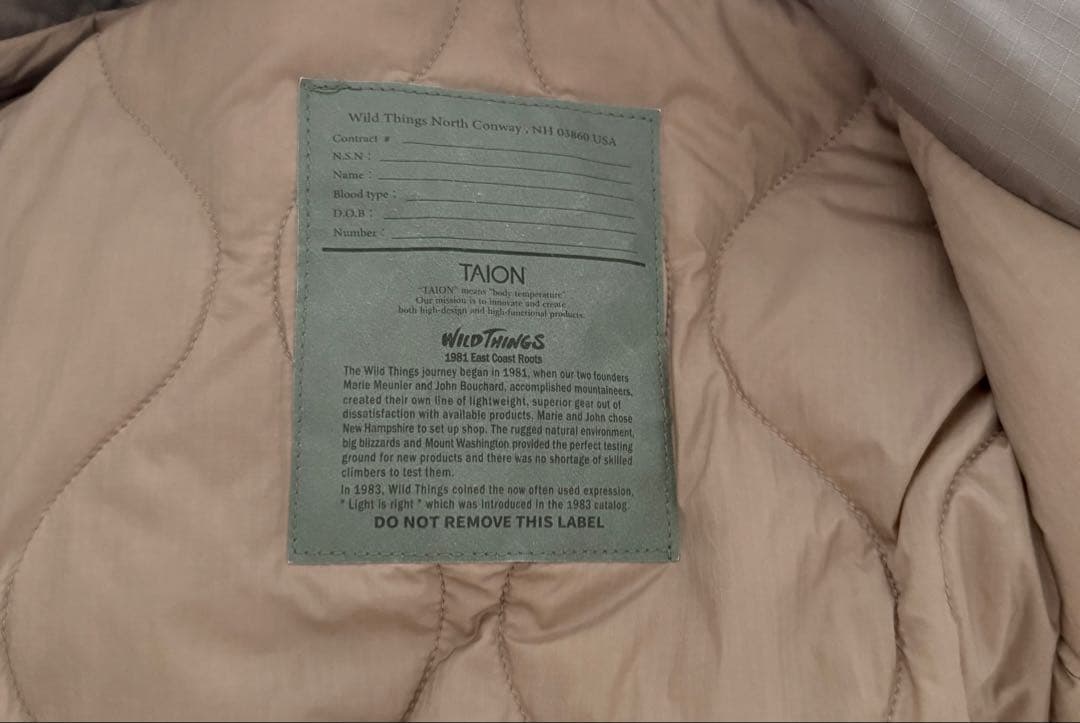 Wild Things North Conway , NH 03860 USA
Contract #
N.S.N :
Name :
Blood type :
D.O.B :
Number :
TAION
"TAION" means "body temperature"
Our mission is to innovate and create
both high-design and high-functional products.
WILD THINGS
1981 East Coast Roots
The Wild Things journey began in 1981, when our two founders
Marie Meunier and John Bouchard, accomplished mountaineers,
created their own line of lightweight, superior gear out of
dissatisfaction with available products. Marie and John chose
New Hampshire to set up shop. The rugged natural environment,
big blizzards and Mount Washington provided the perfect testing
ground for new products and there was no shortage of skilled
climbers to test them.
In 1983, Wild Things coined the now often used expression,
" Light is right " which was introduced in the 1983 catalog.
DO NOT REMOVE THIS LABEL